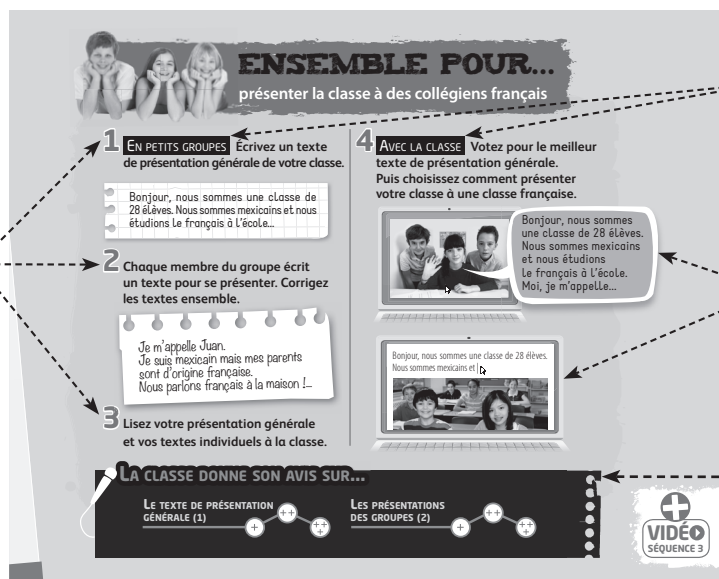 ENSEMBLE POUR...
présenter la classe à des collégiens français
1 EN PETITS GROUPES Écrivez un texte
de présentation générale de votre classe.
Bonjour, nous sommes une classe de
28 élèves. Nous sommes mexicains et nous
étudions le français à l'école...
2 Chaque membre du groupe écrit
un texte pour se présenter. Corrigez
les textes ensemble.
Je m'appelle Juan.
Je suis mexicain mais mes parents
sont d'origine française.
Nous parlons français à la maison !...
3 Lisez votre présentation générale
et vos textes individuels à la classe.
4 AVEC LA CLASSE Votez pour le meilleur
texte de présentation générale.
Puis choisissez comment présenter
votre classe à une classe française.
Bonjour, nous sommes
une classe de 28 élèves.
Nous sommes mexicains
et nous étudions
le français à l'école.
Moi, je m'appelle...
Bonjour, nous sommes une classe de 28 élèves.
Nous sommes mexicains et
LA CLASSE DONNE SON AVIS SUR...
LE TEXTE DE PRÉSENTATION
GÉNÉRALE (1)
+ ++ +++
LES PRÉSENTATIONS
DES GROUPES (2)
+ ++ +++
+
VIDÉO
SÉQUENCE 3